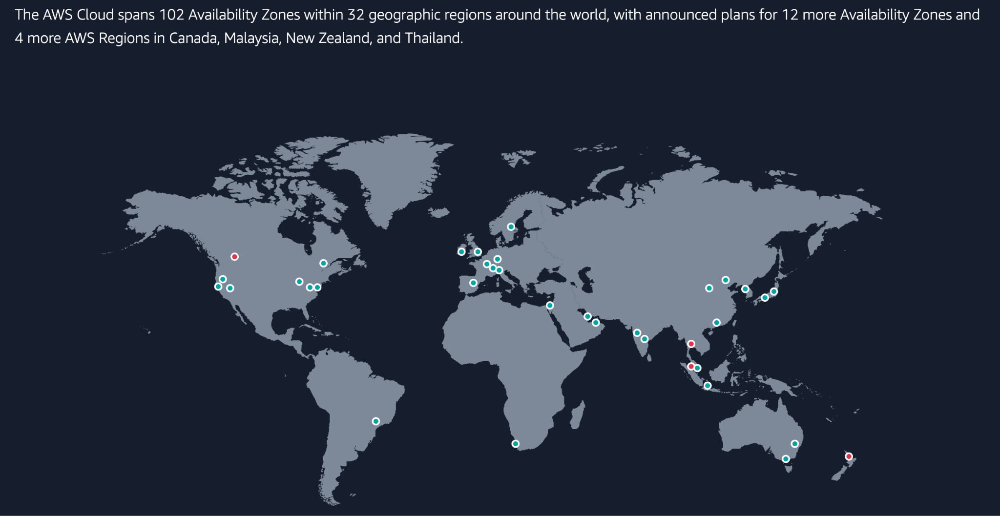 The AWS Cloud spans 102 Availability Zones within 32 geographic regions around the world, with announced plans for 12 more Availability Zones and
4 more AWS Regions in Canada, Malaysia, New Zealand, and Thailand.